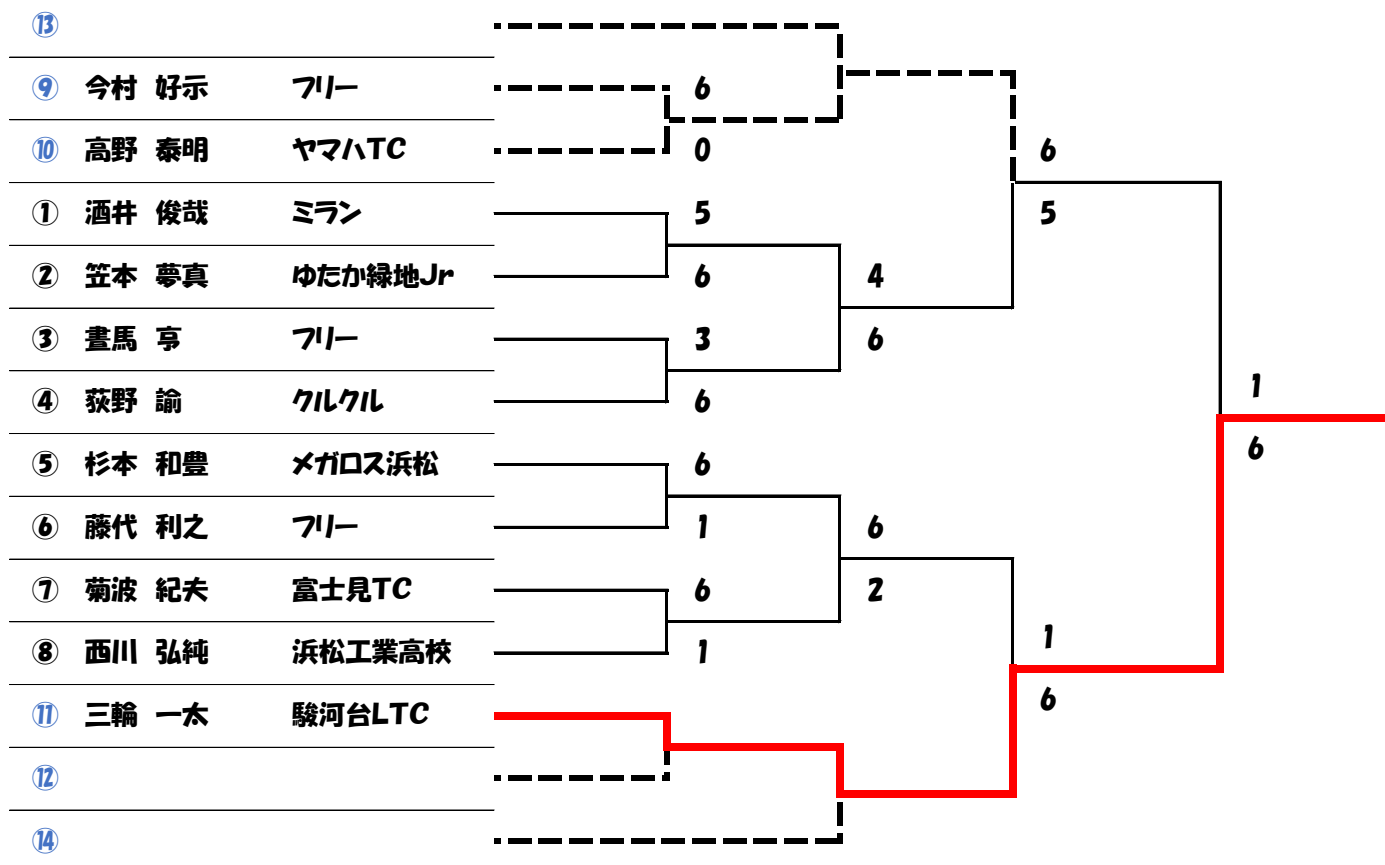 ⑬
⑨ 今村 好示 フリー 6
⑩ 高野 泰明 ヤマハTC 0 6
① 酒井 俊哉 ミラン 5 5
② 笠本 夢真 ゆたか緑地Jr 6 4
③ 晝馬 享 フリー 3 6
④ 荻野 諭 クルクル 6 1
⑤ 杉本 和豊 メガロス浜松 6 6
⑥ 藤代 利之 フリー 1 6
⑦ 菊波 紀夫 富士見TC 6 2
⑧ 西川 弘純 浜松工業高校 1 1
⑪ 三輪 一太 駿河台LTC 6
⑫
⑭